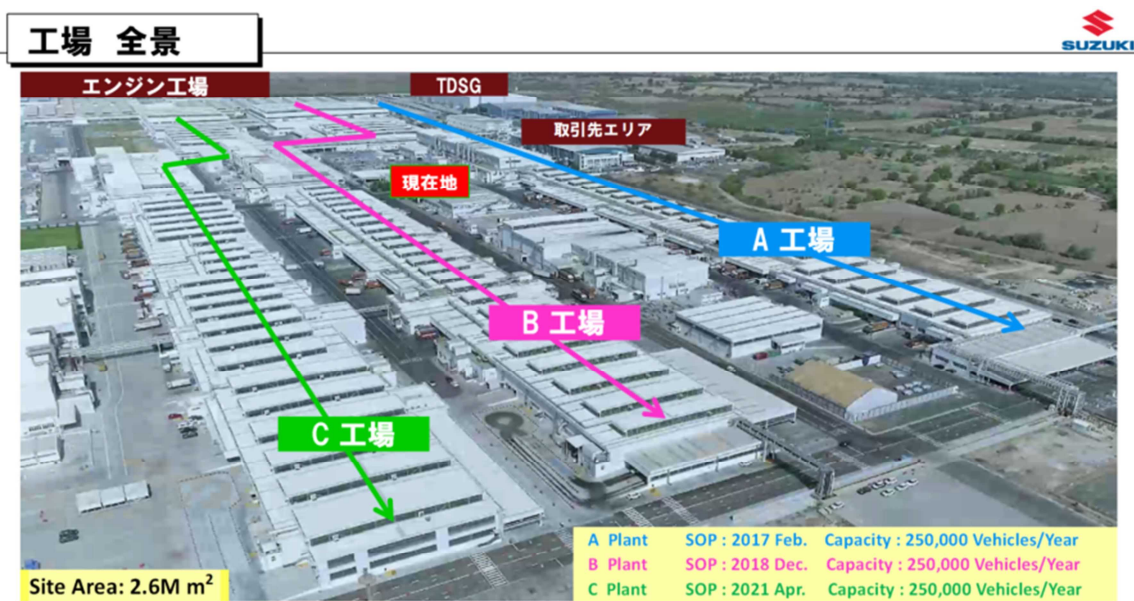 工場 全景
SUZUKI
エンジン工場
TDSG
取引先エリア
現在地
A 工場
B 工場
C 工場
A Plant SOP : 2017 Feb. Capacity : 250,000 Vehicles/Year
B Plant SOP : 2018 Dec. Capacity : 250,000 Vehicles/Year
C Plant SOP : 2021 Apr. Capacity : 250,000 Vehicles/Year
Site Area: 2.6M m²